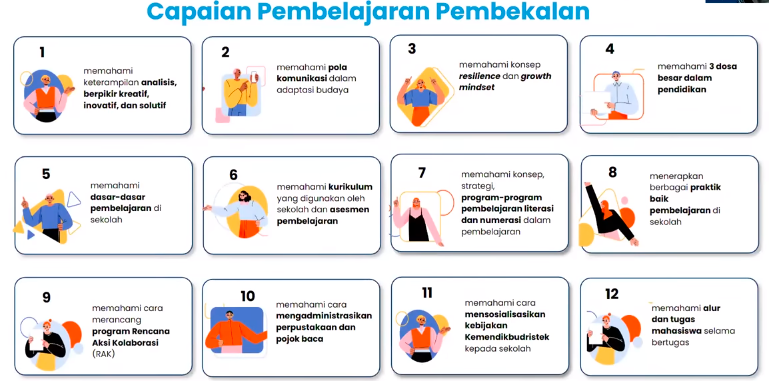 Capaian Pembelajaran Pembekalan
1
memahami
keterampilan analisis,
berpikir kreatif,
inovatif, dan solutif
2
memahami pola
komunikasi dalam
adaptasi budaya
3
memahami konsep
resilience dan growth
mindset
4
memahami 3 dosa
besar dalam
pendidikan
5
memahami
dasar-dasar
pembelajaran di
sekolah
6
memahami kurikulum
yang digunakan oleh
sekolah dan asesmen
pembelajaran
7
memahami konsep,
strategi,
program-program
pembelajaran literasi
dan numerasi dalam
pembelajaran
8
menerapkan
berbagai praktik
baik
pembelajaran di
sekolah
9
memahami cara
merancang
program Rencana
Aksi Kolaborasi
(RAK)
10
memahami cara
mengadministrasikan
perpustakaan dan
pojok baca
11
memahami cara
mensosialisasikan
kebijakan
Kemendikbudristek
kepada sekolah
12
memahami alur
dan tugas
mahasiswa selama
bertugas